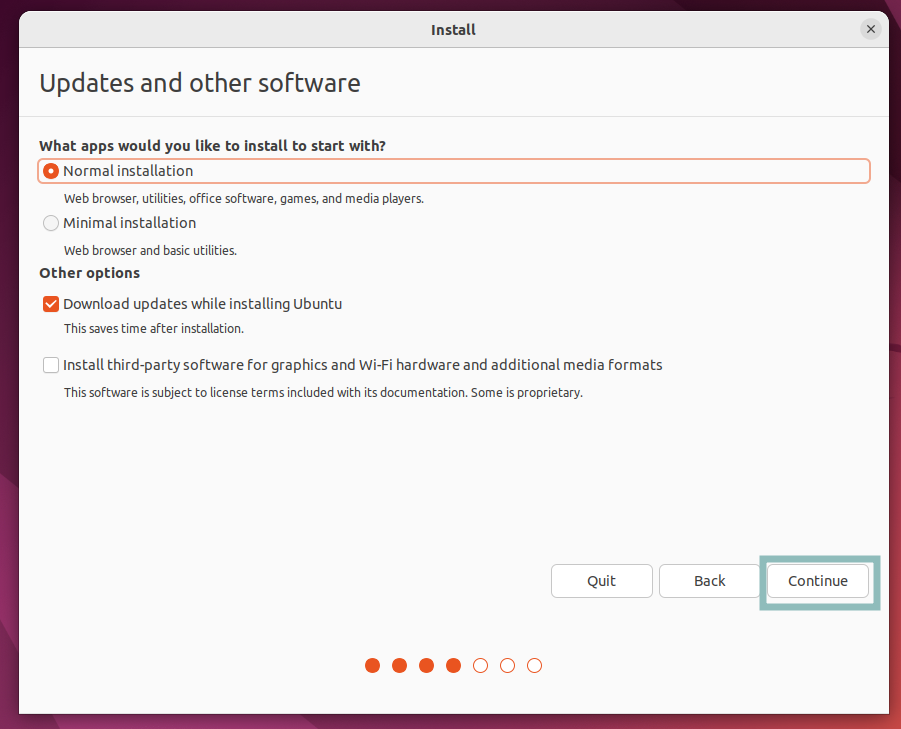 Install
Updates and other software
What apps would you like to install to start with?
Normal installation
Web browser, utilities, office software, games, and media players.
Minimal installation
Web browser and basic utilities.
Other options
Download updates while installing Ubuntu
This saves time after installation.
Install third-party software for graphics and Wi-Fi hardware and additional media formats
This software is subject to license terms included with its documentation. Some is proprietary.
Quit Back Continue